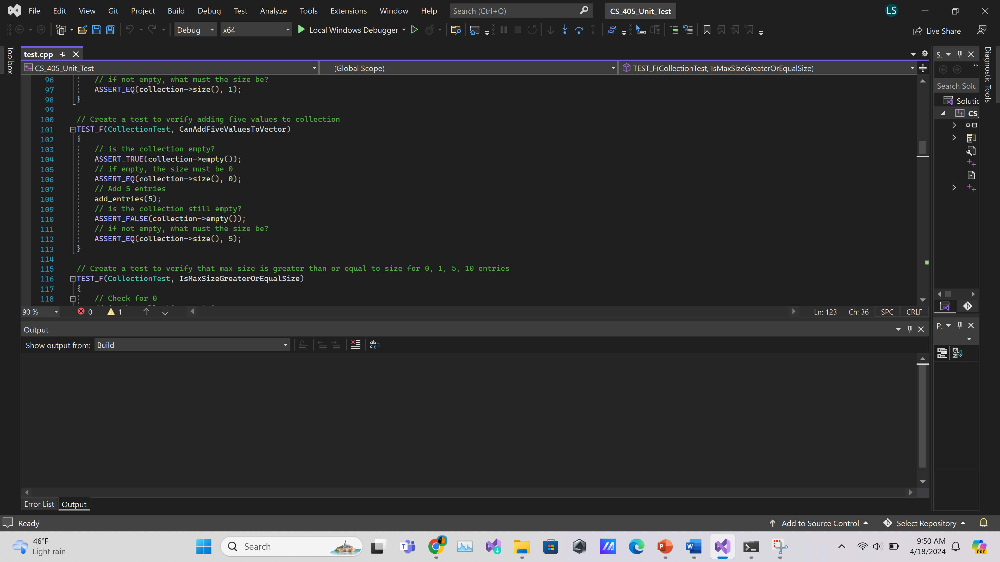 File Edit View Git Project Build Debug Test Analyze Tools Extensions Window Help Search (Ctrl+Q) CS_405_Unit_Test LS
Debug x64 Local Windows Debugger Live Share
Toolbox
test.cpp
CS_405_Unit_Test (Global Scope) TEST_F(CollectionTest, IsMaxSizeGreaterOrEqualSize)
96 // if not empty, what must the size be?
97 ASSERT_EQ(collection->size(), 1);
98 }
99
100 // Create a test to verify adding five values to collection
101 TEST_F(CollectionTest, CanAddFiveValuesToVector)
102 {
103 // is the collection empty?
104 ASSERT_TRUE(collection->empty());
105 // if empty, the size must be 0
106 ASSERT_EQ(collection->size(), 0);
107 // Add 5 entries
108 add_entries(5);
109 // is the collection still empty?
110 ASSERT_FALSE(collection->empty());
111 // if not empty, what must the size be?
112 ASSERT_EQ(collection->size(), 5);
113 }
114
115 // Create a test to verify that max size is greater than or equal to size for 0, 1, 5, 10 entries
116 TEST_F(CollectionTest, IsMaxSizeGreaterOrEqualSize)
117 {
118 // Check for 0
90 % 0 1 Ln: 123 Ch: 36 SPC CRLF
Output
Show output from: Build
Error List Output
S.
Search Solu
Solutio
CS_
P.
Diagnostic Tools
Ready Add to Source Control Select Repository
46°F
Light rain
Search
9:50 AM
4/18/2024
PRE